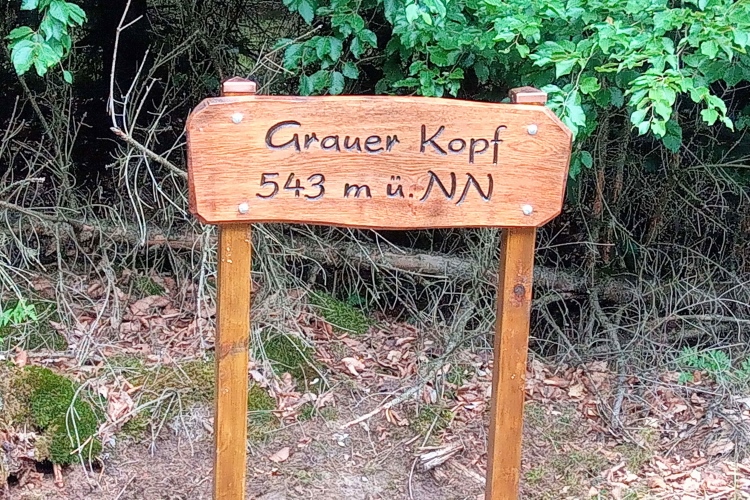 Grauer Kopf
543 m ü. NN